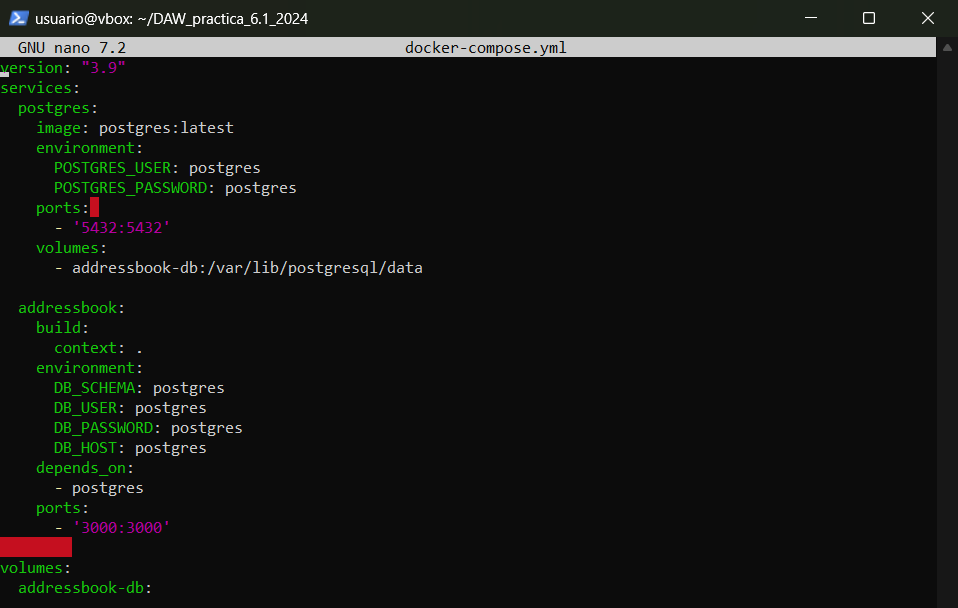 usuario@vbox: ~/DAW_practica_6.1_2024
GNU nano 7.2 docker-compose.yml
version: "3.9"
services:
  postgres:
    image: postgres:latest
    environment:
      POSTGRES_USER: postgres
      POSTGRES_PASSWORD: postgres
    ports:
      - '5432:5432'
    volumes:
      - addressbook-db:/var/lib/postgresql/data
  addressbook:
    build:
      context: .
    environment:
      DB_SCHEMA: postgres
      DB_USER: postgres
      DB_PASSWORD: postgres
      DB_HOST: postgres
    depends_on:
      - postgres
    ports:
      - '3000:3000'
volumes:
  addressbook-db: